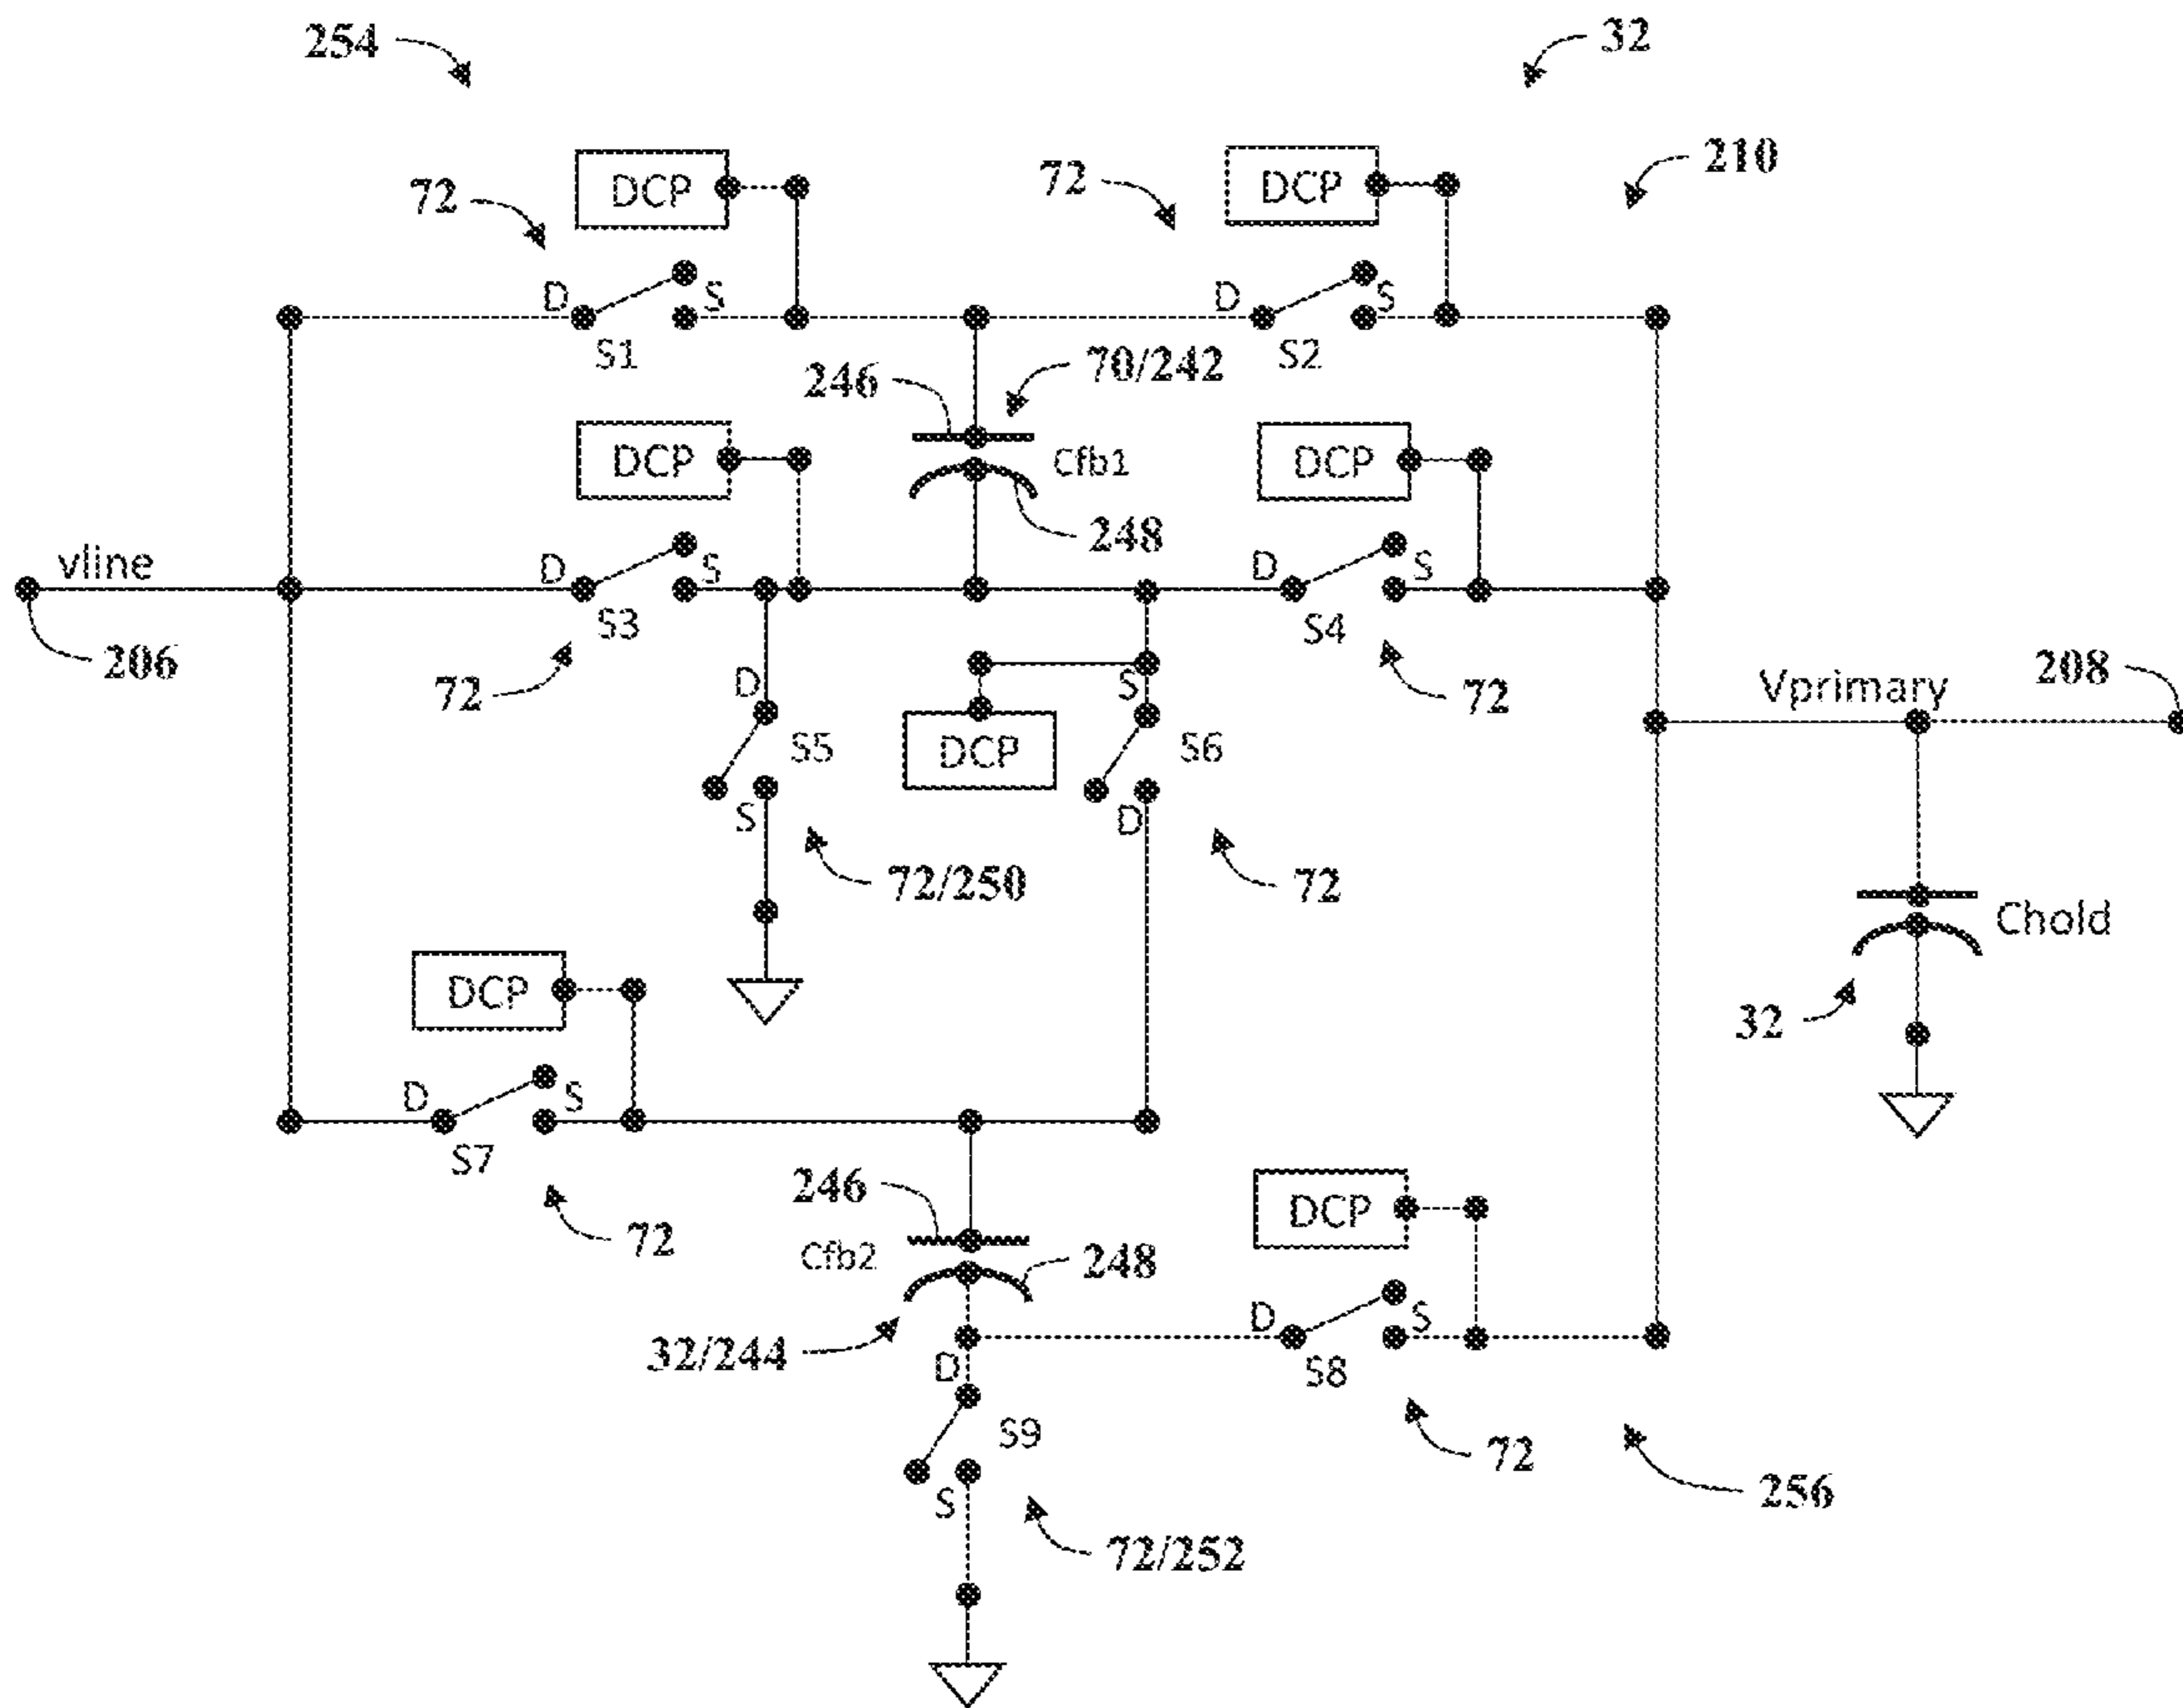 254
32
210
72
DCP
72
DCP
D
S
D
S
S1
S2
246
70/242
DCP
Cfb1
DCP
248
vline
D
S
D
S
S3
S4
206
72
D
S
72
Vprimary
208
DCP
S5
S6
S
D
72/250
72
Chold
DCP
32
D
S
S7
246
DCP
72
Cfb2
248
D
S
32/244
D
S8
S9
72
S
256
72/252